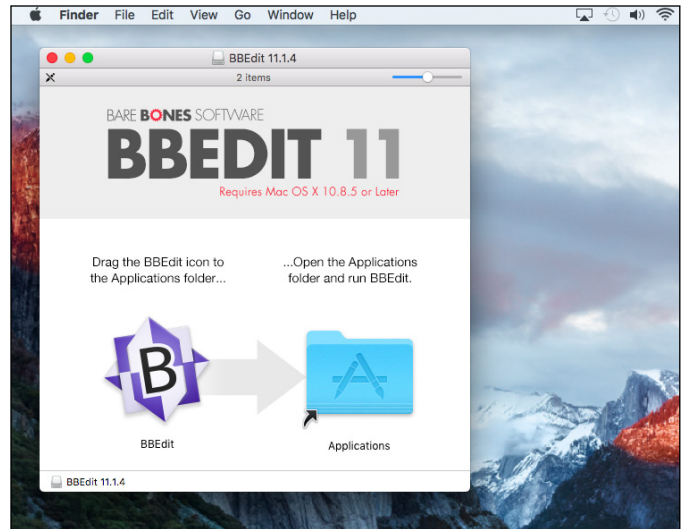 Finder File Edit View Go Window Help
BBEdit 11.1.4
2 items
BARE BONES SOFTWARE
BBEDIT 11
Requires Mac OS X 10.8.5 or Later
Drag the BBEdit icon to
the Applications folder...
...Open the Applications
folder and run BBEdit.
B
BBEdit
Applications
BBEdit 11.1.4